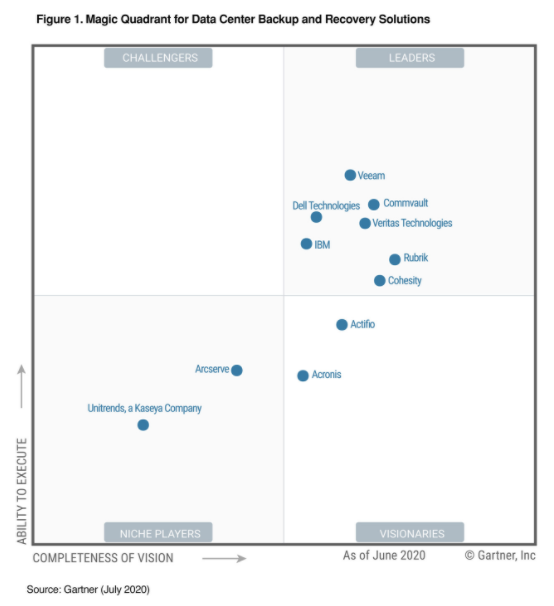 Figure 1. Magic Quadrant for Data Center Backup and Recovery Solutions
CHALLENGERS
LEADERS
Veeam
Dell Technologies
Commvault
Veritas Technologies
IBM
Rubrik
Cohesity
Actifio
Arcserve
Acronis
Unitrends, a Kaseya Company
ABILITY TO EXECUTE
NICHE PLAYERS
VISIONARIES
COMPLETENESS OF VISION
As of June 2020
© Gartner, Inc
Source: Gartner (July 2020)